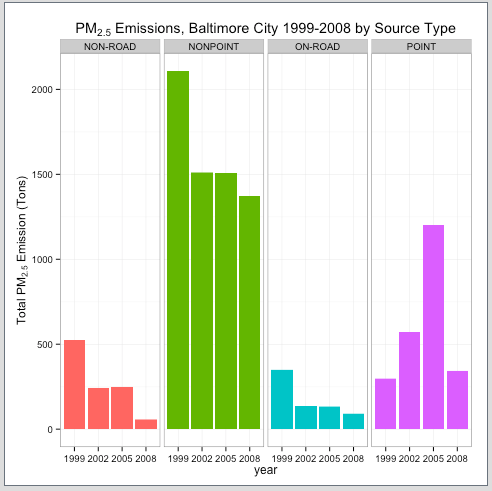 PM2.5 Emissions, Baltimore City 1999-2008 by Source Type
NON-ROAD NONPOINT ON-ROAD POINT
Total PM2.5 Emission (Tons)
2000
1500
1000
500
0
1999 2002 2005 2008 1999 2002 2005 2008 1999 2002 2005 2008 1999 2002 2005 2008
year